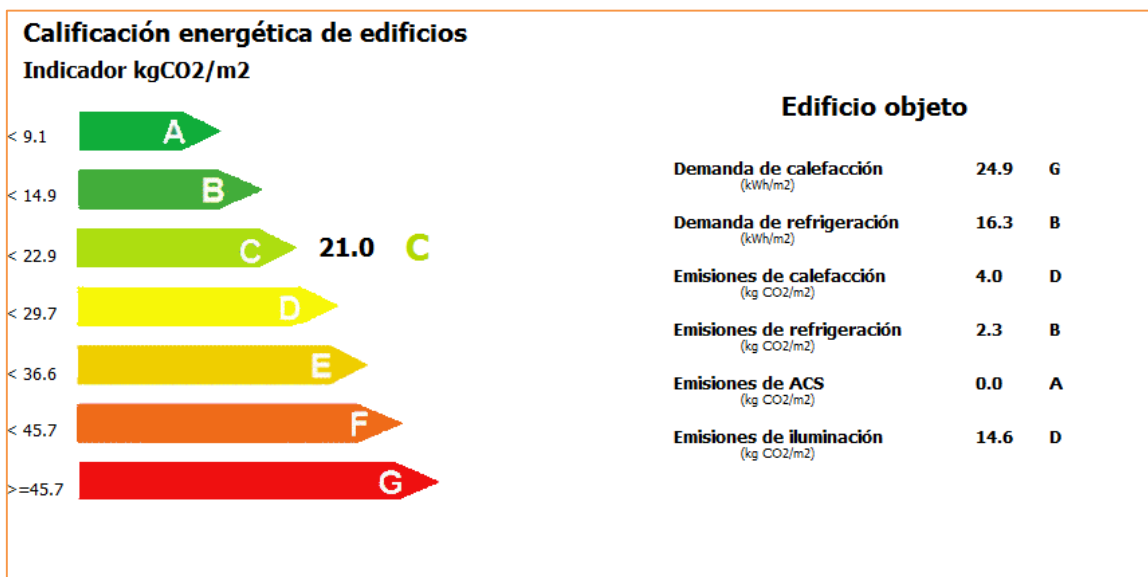 Calificación energética de edificios
Indicador kgCO2/m2
Edificio objeto
< 9.1 A
< 14.9 B
< 22.9 C 21.0 C
< 29.7 D
< 36.6 E
< 45.7 F
>=45.7 G
Demanda de calefacción 24.9 G
(kWh/m2)
Demanda de refrigeración 16.3 B
(kWh/m2)
Emisiones de calefacción 4.0 D
(kg CO2/m2)
Emisiones de refrigeración 2.3 B
(kg CO2/m2)
Emisiones de ACS 0.0 A
(kg CO2/m2)
Emisiones de iluminación 14.6 D
(kg CO2/m2)